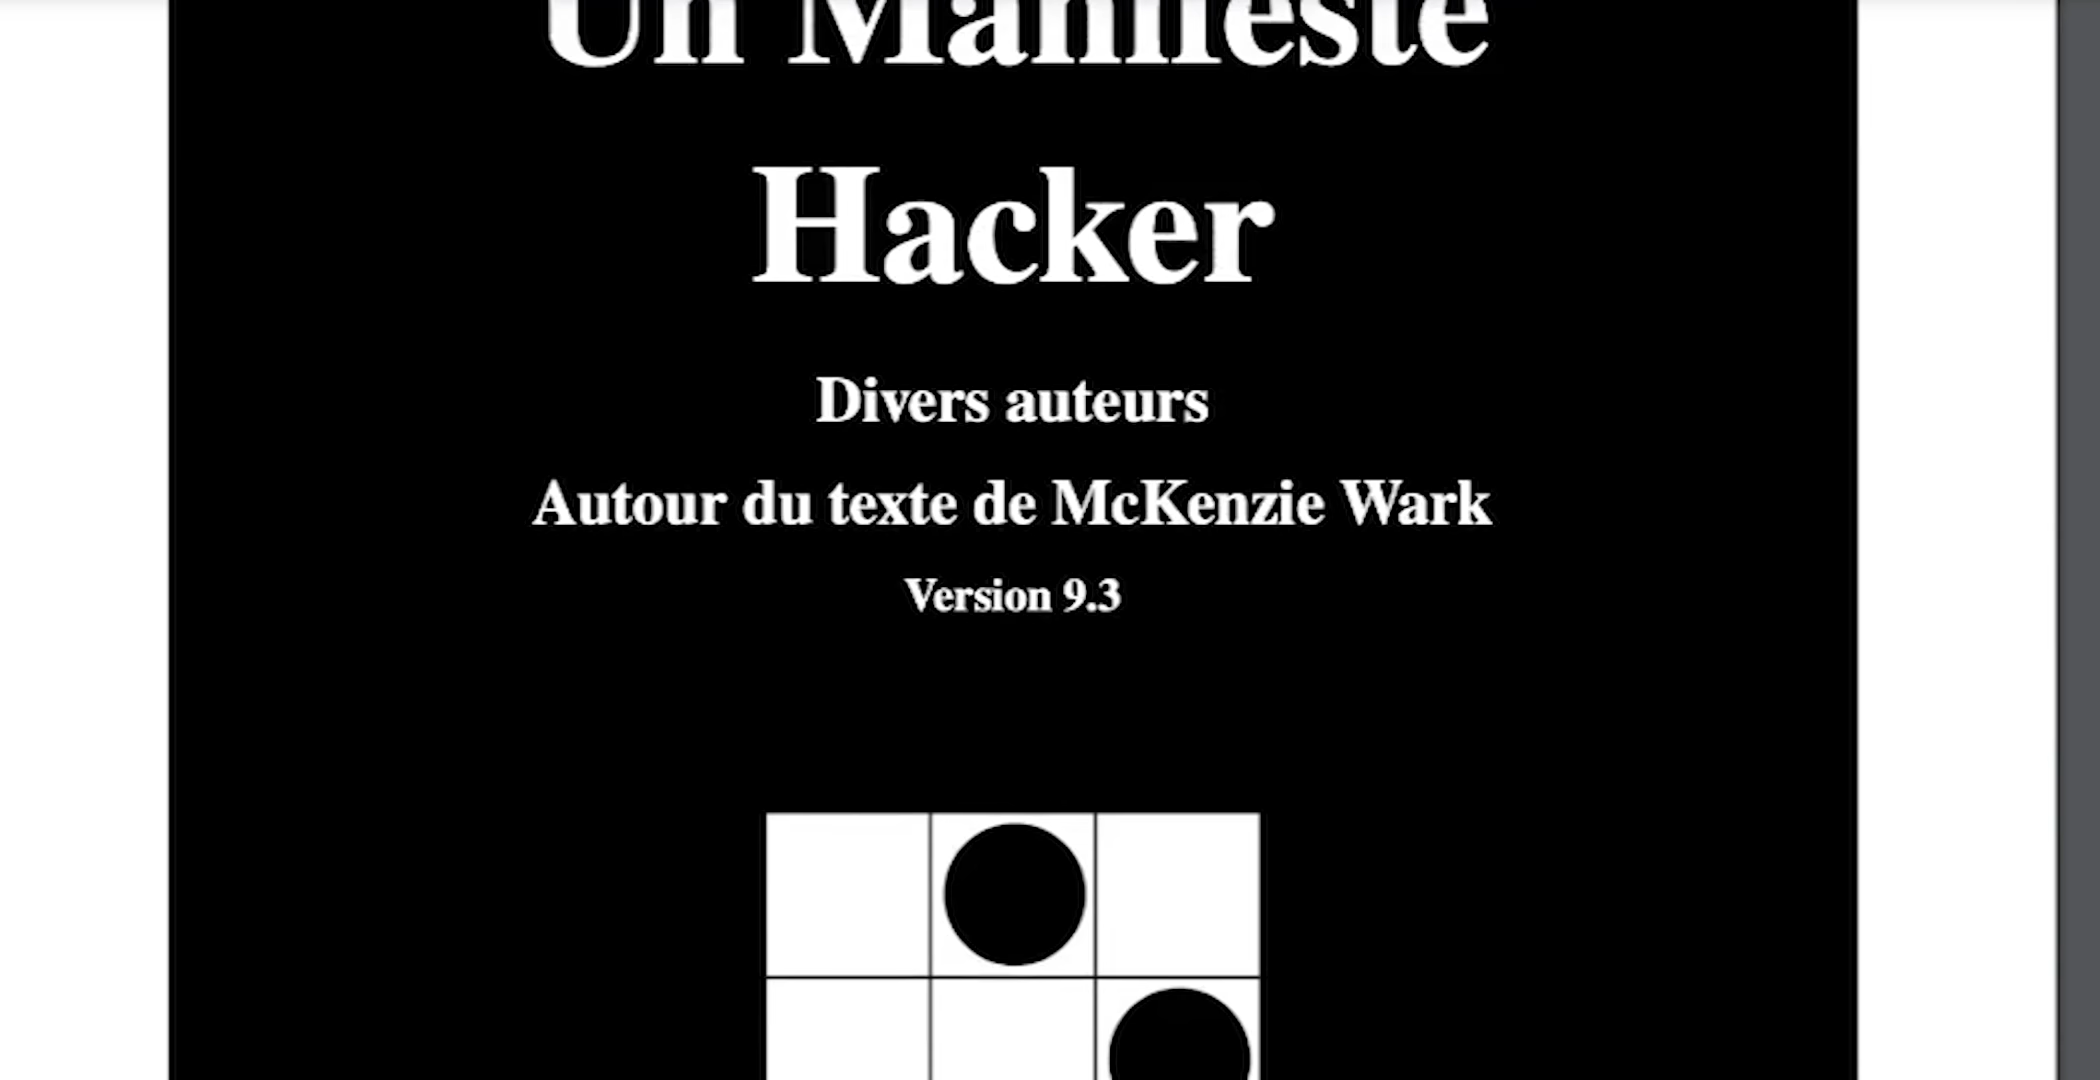 Un Manifeste
Hacker
Divers auteurs
Autour du texte de McKenzie Wark
Version 9.3